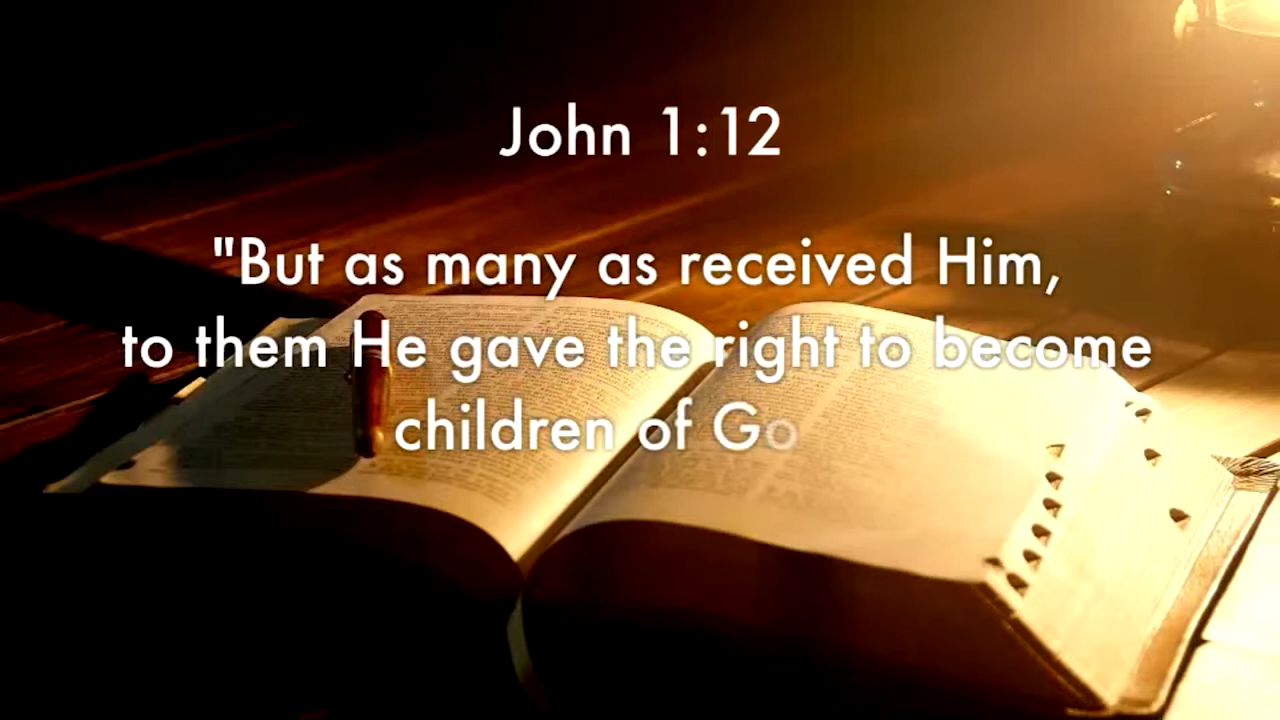 John 1:12
"But as many as received Him,
to them He gave the right to become
children of Go